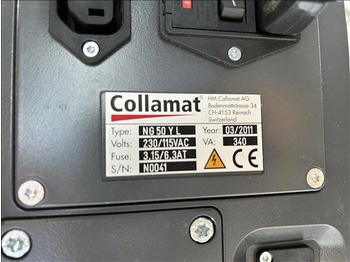 Collamat®
HM Collamat AG
Bodenmattstrasse 34
CH-4153 Reinach
Switzerland
Type: NG 50 Y L
Year: 03/2011
Volts: 230/115VAC
VA: 340
Fuse: 3,15/6,3AT
S/N: N0041
CE